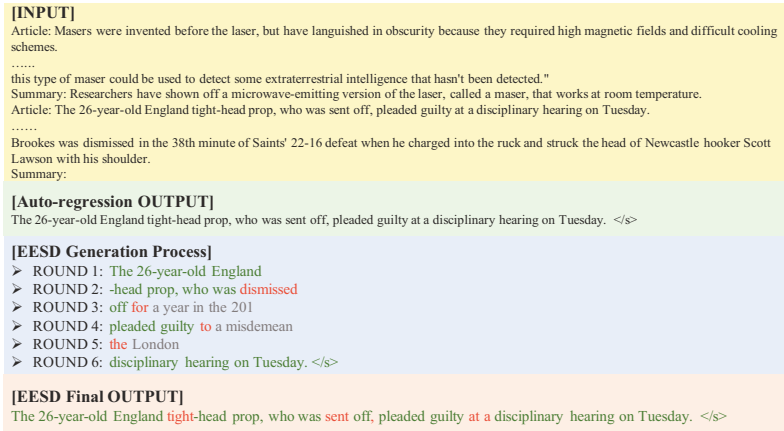 [INPUT]
Article: Masers were invented before the laser, but have languished in obscurity because they required high magnetic fields and difficult cooling
schemes.
......
this type of maser could be used to detect some extraterrestrial intelligence that hasn't been detected."
Summary: Researchers have shown off a microwave-emitting version of the laser, called a maser, that works at room temperature.
Article: The 26-year-old England tight-head prop, who was sent off, pleaded guilty at a disciplinary hearing on Tuesday.
......
Brookes was dismissed in the 38th minute of Saints' 22-16 defeat when he charged into the ruck and struck the head of Newcastle hooker Scott
Lawson with his shoulder.
Summary:
[Auto-regression OUTPUT]
The 26-year-old England tight-head prop, who was sent off, pleaded guilty at a disciplinary hearing on Tuesday. </s>
[EESD Generation Process]
➢ ROUND 1: The 26-year-old England
➢ ROUND 2: -head prop, who was dismissed
➢ ROUND 3: off for a year in the 201
➢ ROUND 4: pleaded guilty to a misdemean
➢ ROUND 5: the London
➢ ROUND 6: disciplinary hearing on Tuesday. </s>
[EESD Final OUTPUT]
The 26-year-old England tight-head prop, who was sent off, pleaded guilty at a disciplinary hearing on Tuesday. </s>